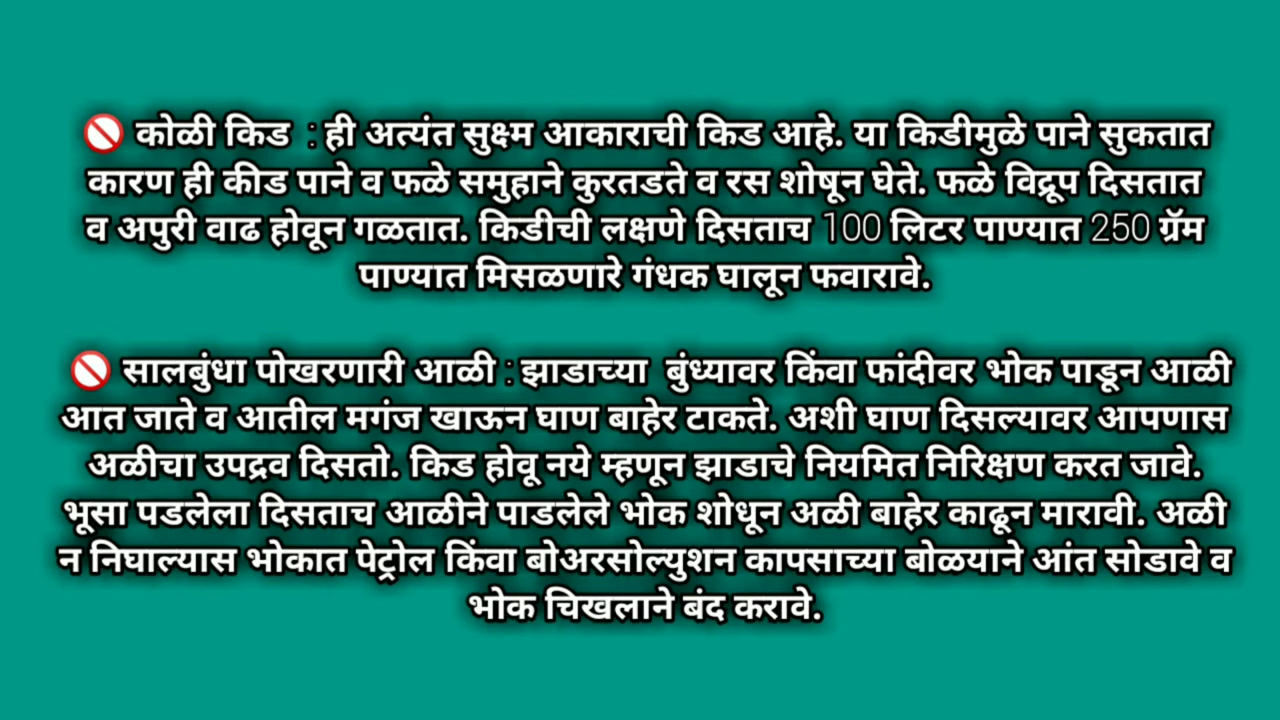 🚫 कोळी किड : ही अत्यंत सुक्ष्म आकाराची किड आहे. या किडीमुळे पाने सुकतात
कारण ही कीड पाने व फळे समुहाने कुरतडते व रस शोषून घेते. फळे विद्रूप दिसतात
व अपुरी वाढ होवून गळतात. किडीची लक्षणे दिसताच 100 लिटर पाण्यात 250 ग्रॅम
पाण्यात मिसळणारे गंधक घालून फवारावे.
🚫 सालबुंधा पोखरणारी आळी : झाडाच्या बुंध्यावर किंवा फांदीवर भोक पाडून आळी
आत जाते व आतील मगंज खाऊन घाण बाहेर टाकते. अशी घाण दिसल्यावर आपणास
अळीचा उपद्रव दिसतो. किड होवू नये म्हणून झाडाचे नियमित निरिक्षण करत जावे.
भूसा पडलेला दिसताच आळीने पाडलेले भोक शोधून अळी बाहेर काढून मारावी. अळी
न निघाल्यास भोकात पेट्रोल किंवा बोअरसोल्युशन कापसाच्या बोळयाने आंत सोडावे व
भोक चिखलाने बंद करावे.